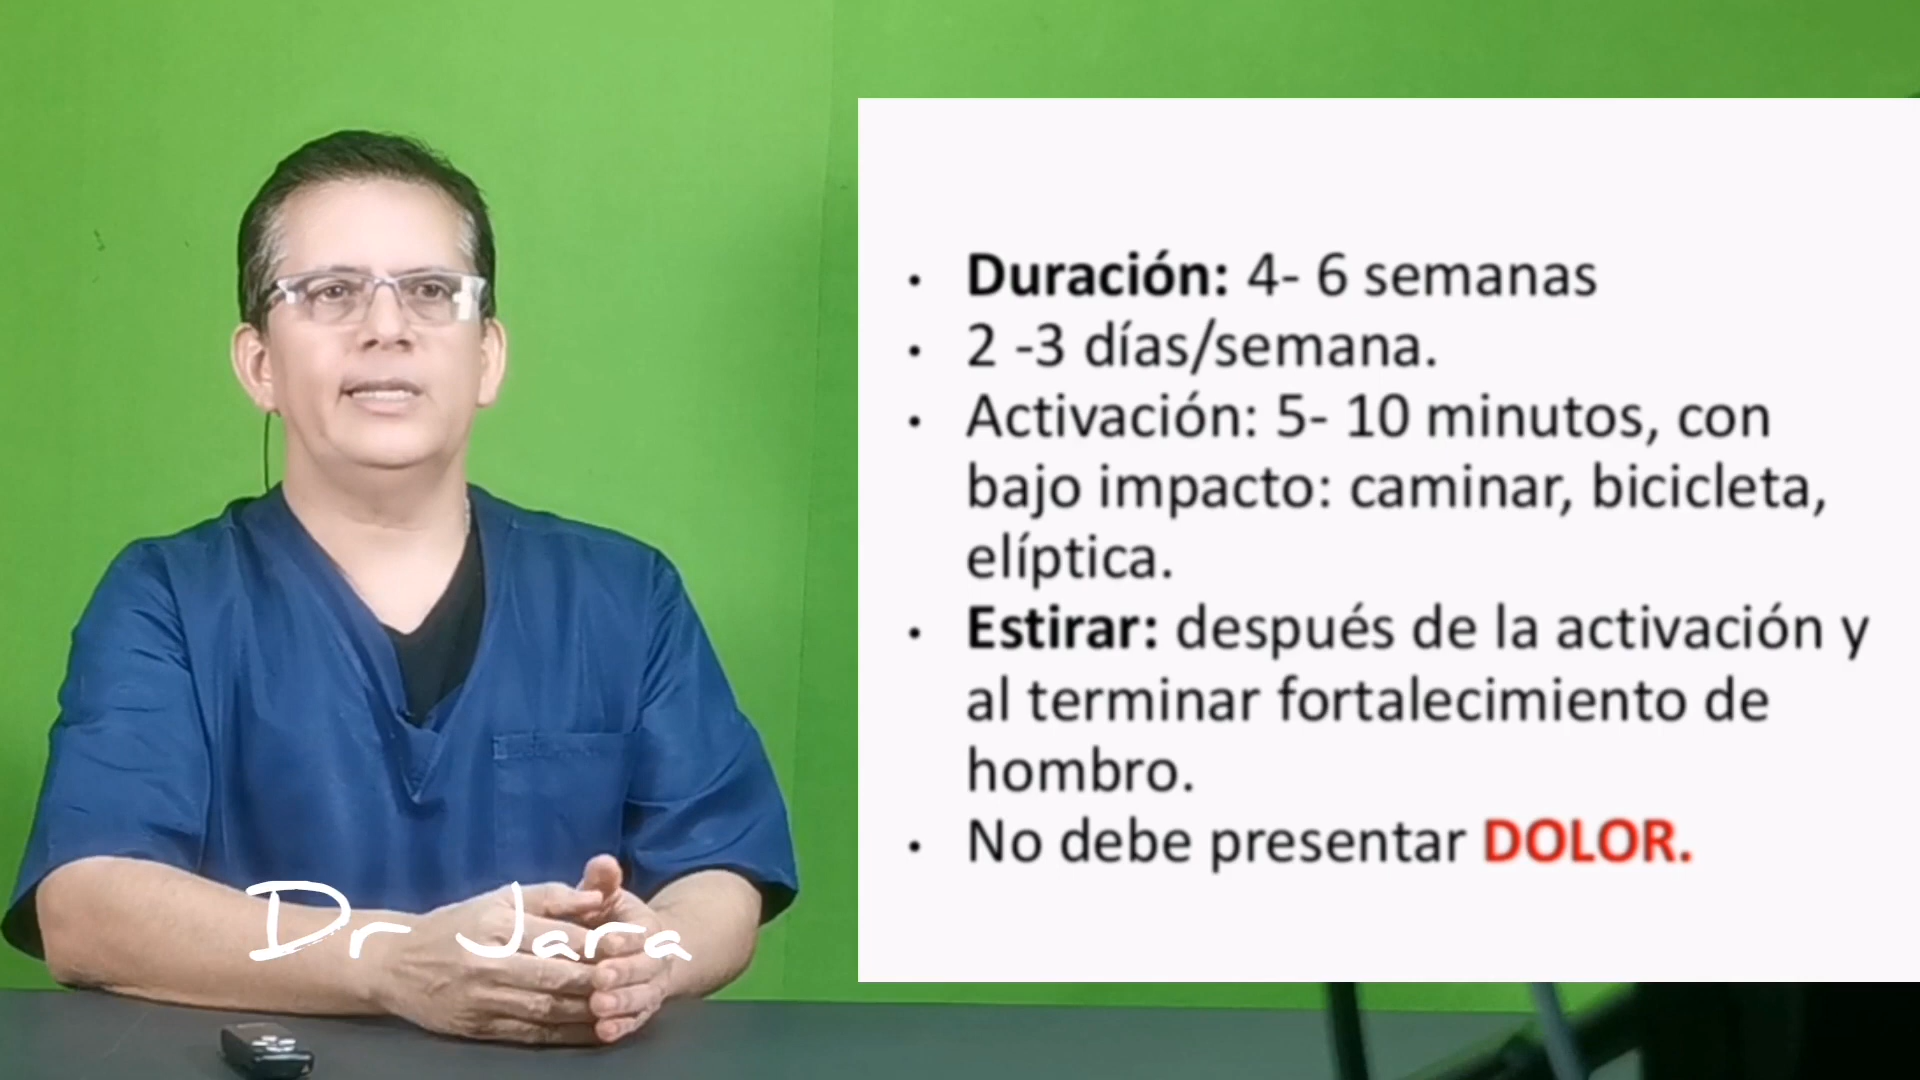 Duración: 4- 6 semanas
2 -3 días/semana.
Activación: 5- 10 minutos, con
bajo impacto: caminar, bicicleta,
elíptica.
Estirar: después de la activación y
al terminar fortalecimiento de
hombro.
No debe presentar DOLOR.
Dr Jara